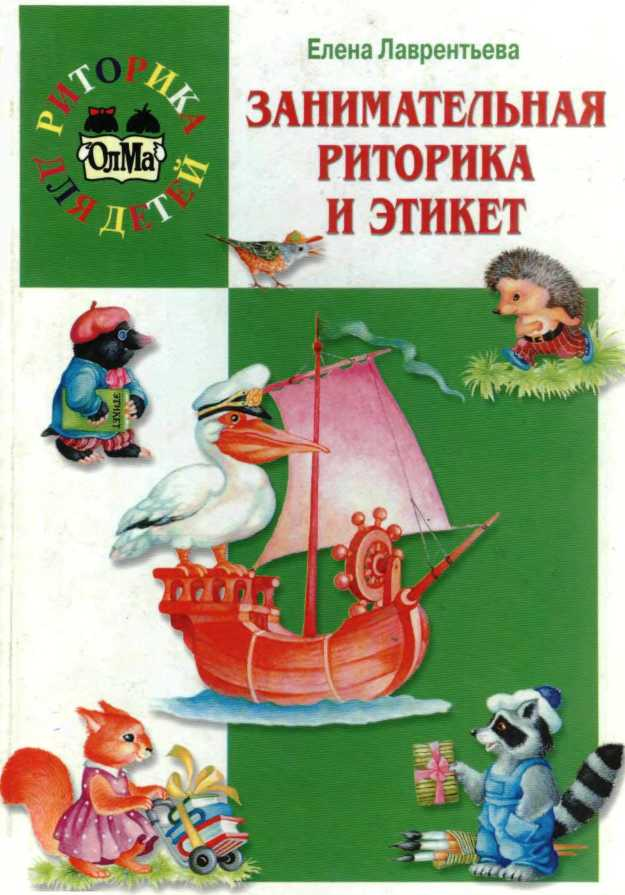 Елена Лаврентьева
ЗАНИМАТЕЛЬНАЯ
РИТОРИКА
И ЭТИКЕТ
РИТОРИКА
ДЛЯ ДЕТЕЙ
ОлМа
ЭТИКЕТ